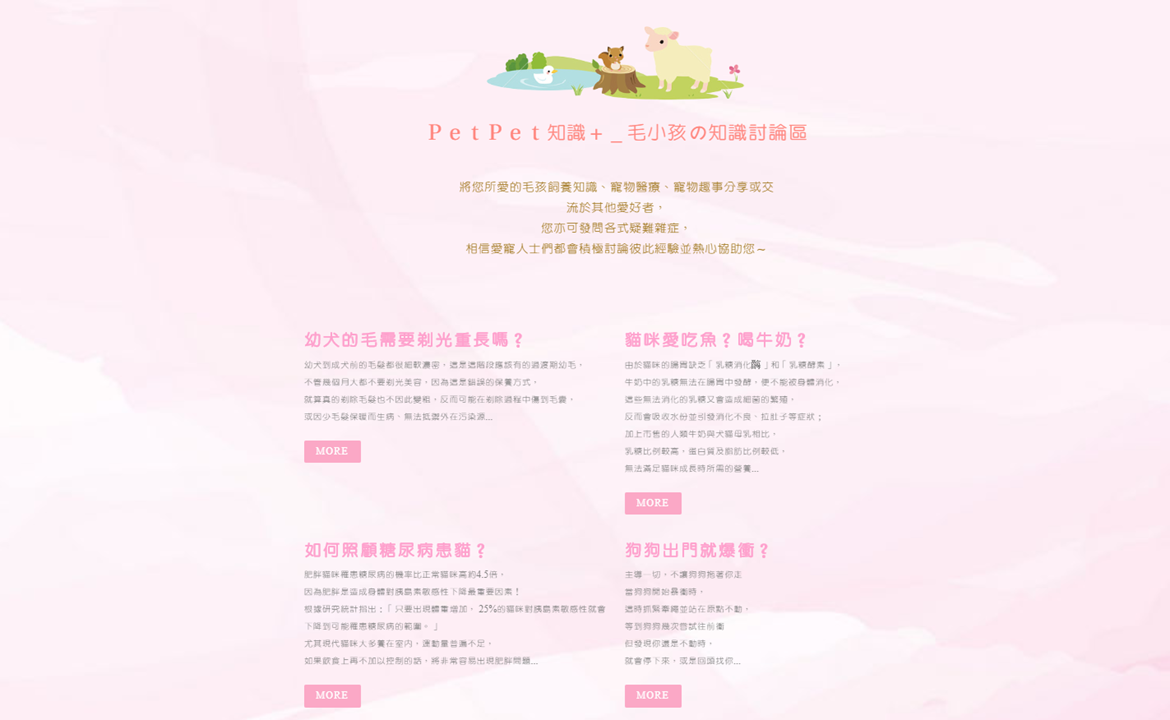 ＰｅｔＰｅｔ知識＋＿毛小孩の知識討論區
將您所愛的毛孩飼養知識、寵物醫療、寵物趣事分享或交
流於其他愛好者，
您亦可發問各式疑難雜症，
相信愛寵人士們都會積極討論彼此經驗並熱心協助您～
幼犬的毛需要剃光重長嗎？
幼犬到成犬前的毛髮都很細軟濃密，這是這階段應該有的過渡期幼毛，
不管幾個月大都不要剃光美容，因為這是錯誤的保養方式，
就算真的剃除毛髮也不因此變粗，反而可能在剃除過程中傷到毛囊，
或因少毛髮保暖而生病、無法抵禦外在污染源...
MORE
貓咪愛吃魚？喝牛奶？
由於貓咪的腸胃缺乏「乳糖消化酶」和「乳糖酵素」，
牛奶中的乳糖無法在腸胃中發酵，便不能被身體消化，
這些無法消化的乳糖又會造成細菌的繁殖，
反而會吸收水份並引發消化不良、拉肚子等症狀；
加上市售的人類牛奶與犬貓母乳相比，
乳糖比例較高，蛋白質及脂肪比例較低，
無法滿足貓咪成長時所需的營養...
MORE
如何照顧糖尿病患貓？
肥胖貓咪罹患糖尿病的機率比正常貓咪高約4.5倍，
因為肥胖是造成身體對胰島素敏感性下降最重要因素！
根據研究統計指出：「只要出現體重增加， 25%的貓咪對胰島素敏感性就會
下降到可能罹患糖尿病的範圍。」
尤其現代貓咪大多養在室內，運動量普遍不足，
如果飲食上再不加以控制的話，將非常容易出現肥胖問題...
MORE
狗狗出門就爆衝？
主導一切，不讓狗狗拖著你走
當狗狗開始暴衝時，
這時抓緊牽繩並站在原點不動，
等到狗狗幾次嘗試往前衝
但發現你還是不動時，
就會停下來，或是回頭找你...
MORE